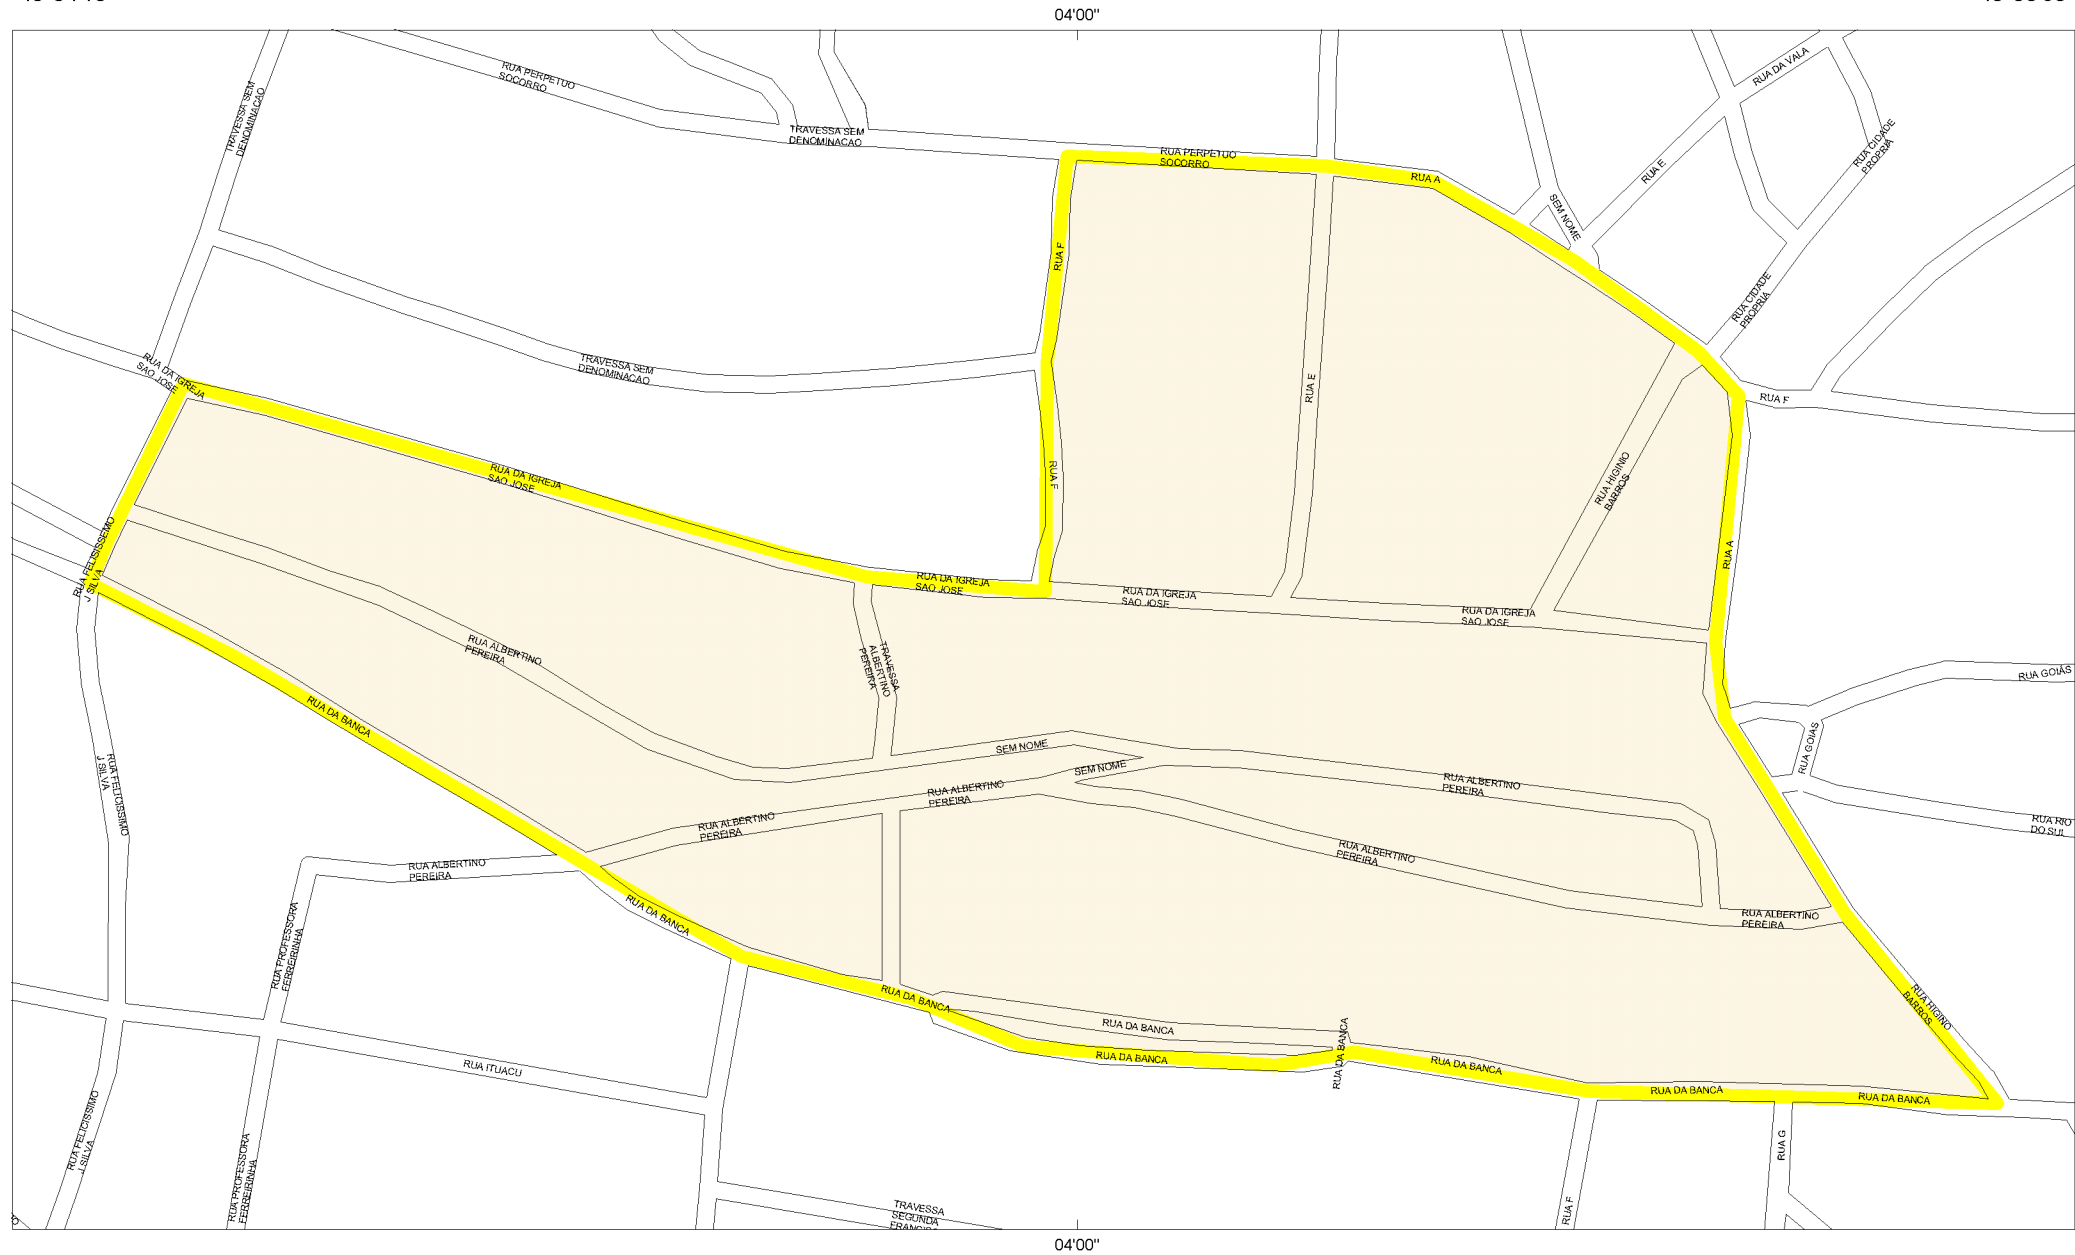 04'00"
RUA PERPETUO
SOCORRO
TRAVESSA SEM
DENOMINACAO
TRAVESSA SEM
DENOMINACAO
RUA PERPETUO
SOCORRO
RUA A
RUA DA VALA
RUA E
RUA CIDADE
PROPRIA
SEM NOME
RUA F
RUA CIDADE
PROPRIA
RUA DA IGREJA
SAO JOSE
TRAVESSA SEM
DENOMINACAO
RUA E
RUA F
RUA DA IGREJA
SAO JOSE
RUA F
RUA HIGINIO
BARROS
RUA FELISISSEMO
J SILVA
RUA A
RUA DA IGREJA
SAO JOSE
RUA DA IGREJA
SAO JOSE
RUA DA IGREJA
SAO JOSE
RUA ALBERTINO
PEREIRA
TRAVESSA
ALBERTINO
PEREIRA
RUA GOIÁS
RUA DA BANCA
SEM NOME
RUA GOIAS
RUA FELICISSIMO
J SILVA
SEM NOME
RUA ALBERTINO
PEREIRA
RUA ALBERTINO
PEREIRA
RUA ALBERTINO
PEREIRA
RUA RIO
DO SUL
RUA ALBERTINO
PEREIRA
RUA ALBERTINO
PEREIRA
RUA DA BANCA
RUA ALBERTINO
PEREIRA
RUA PROFESSORA
FERREIRINHA
RUA DA BANCA
RUA HIGINO
BARROS
RUA DA BANCA
RUA DA BANCA
RUA DA BANCA
RUA DA BANCA
RUA ITUACU
RUA DA BANCA
RUA DA BANCA
RUA FELICISSIMO
J SILVA
RUA PROFESSORA
FERREIRINHA
RUA G
RUA F
TRAVESSA
SEGUNDA
04'00"